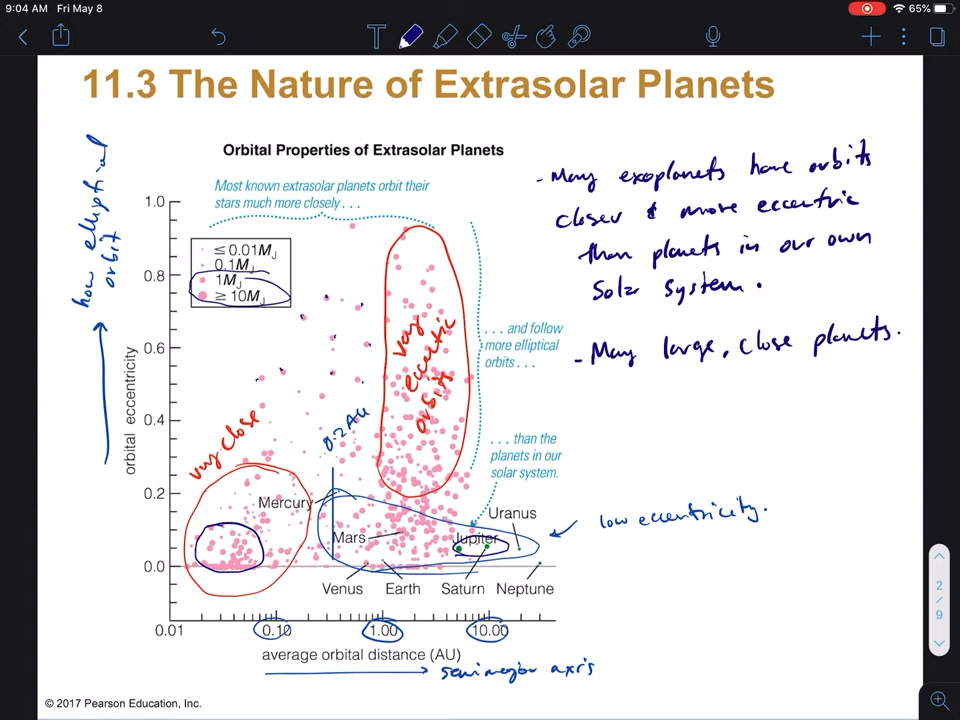 9:04 AM Fri May 8
65%
11.3 The Nature of Extrasolar Planets
Orbital Properties of Extrasolar Planets
Most known extrasolar planets orbit their
stars much more closely . . .
1.0
0.8
0.6
0.4
0.2
0.0
≤ 0.01MJ
0.1MJ
1MJ
≥ 10MJ
orbital eccentricity
how elliptical
orbit
very close
0.2 AU
very
eccentric
orbits
. . . and follow
more elliptical
orbits . . .
. . . than the
planets in our
solar system.
Mercury
Mars
Jupiter
Uranus
Venus
Earth
Saturn
Neptune
0.01
0.10
1.00
10.00
average orbital distance (AU)
semimajor axis
low eccentricity.
- May exoplanets have orbits
closer & more eccentric
than planets in our own
Solar system.
- May large, close planets.
2
/
9
© 2017 Pearson Education, Inc.